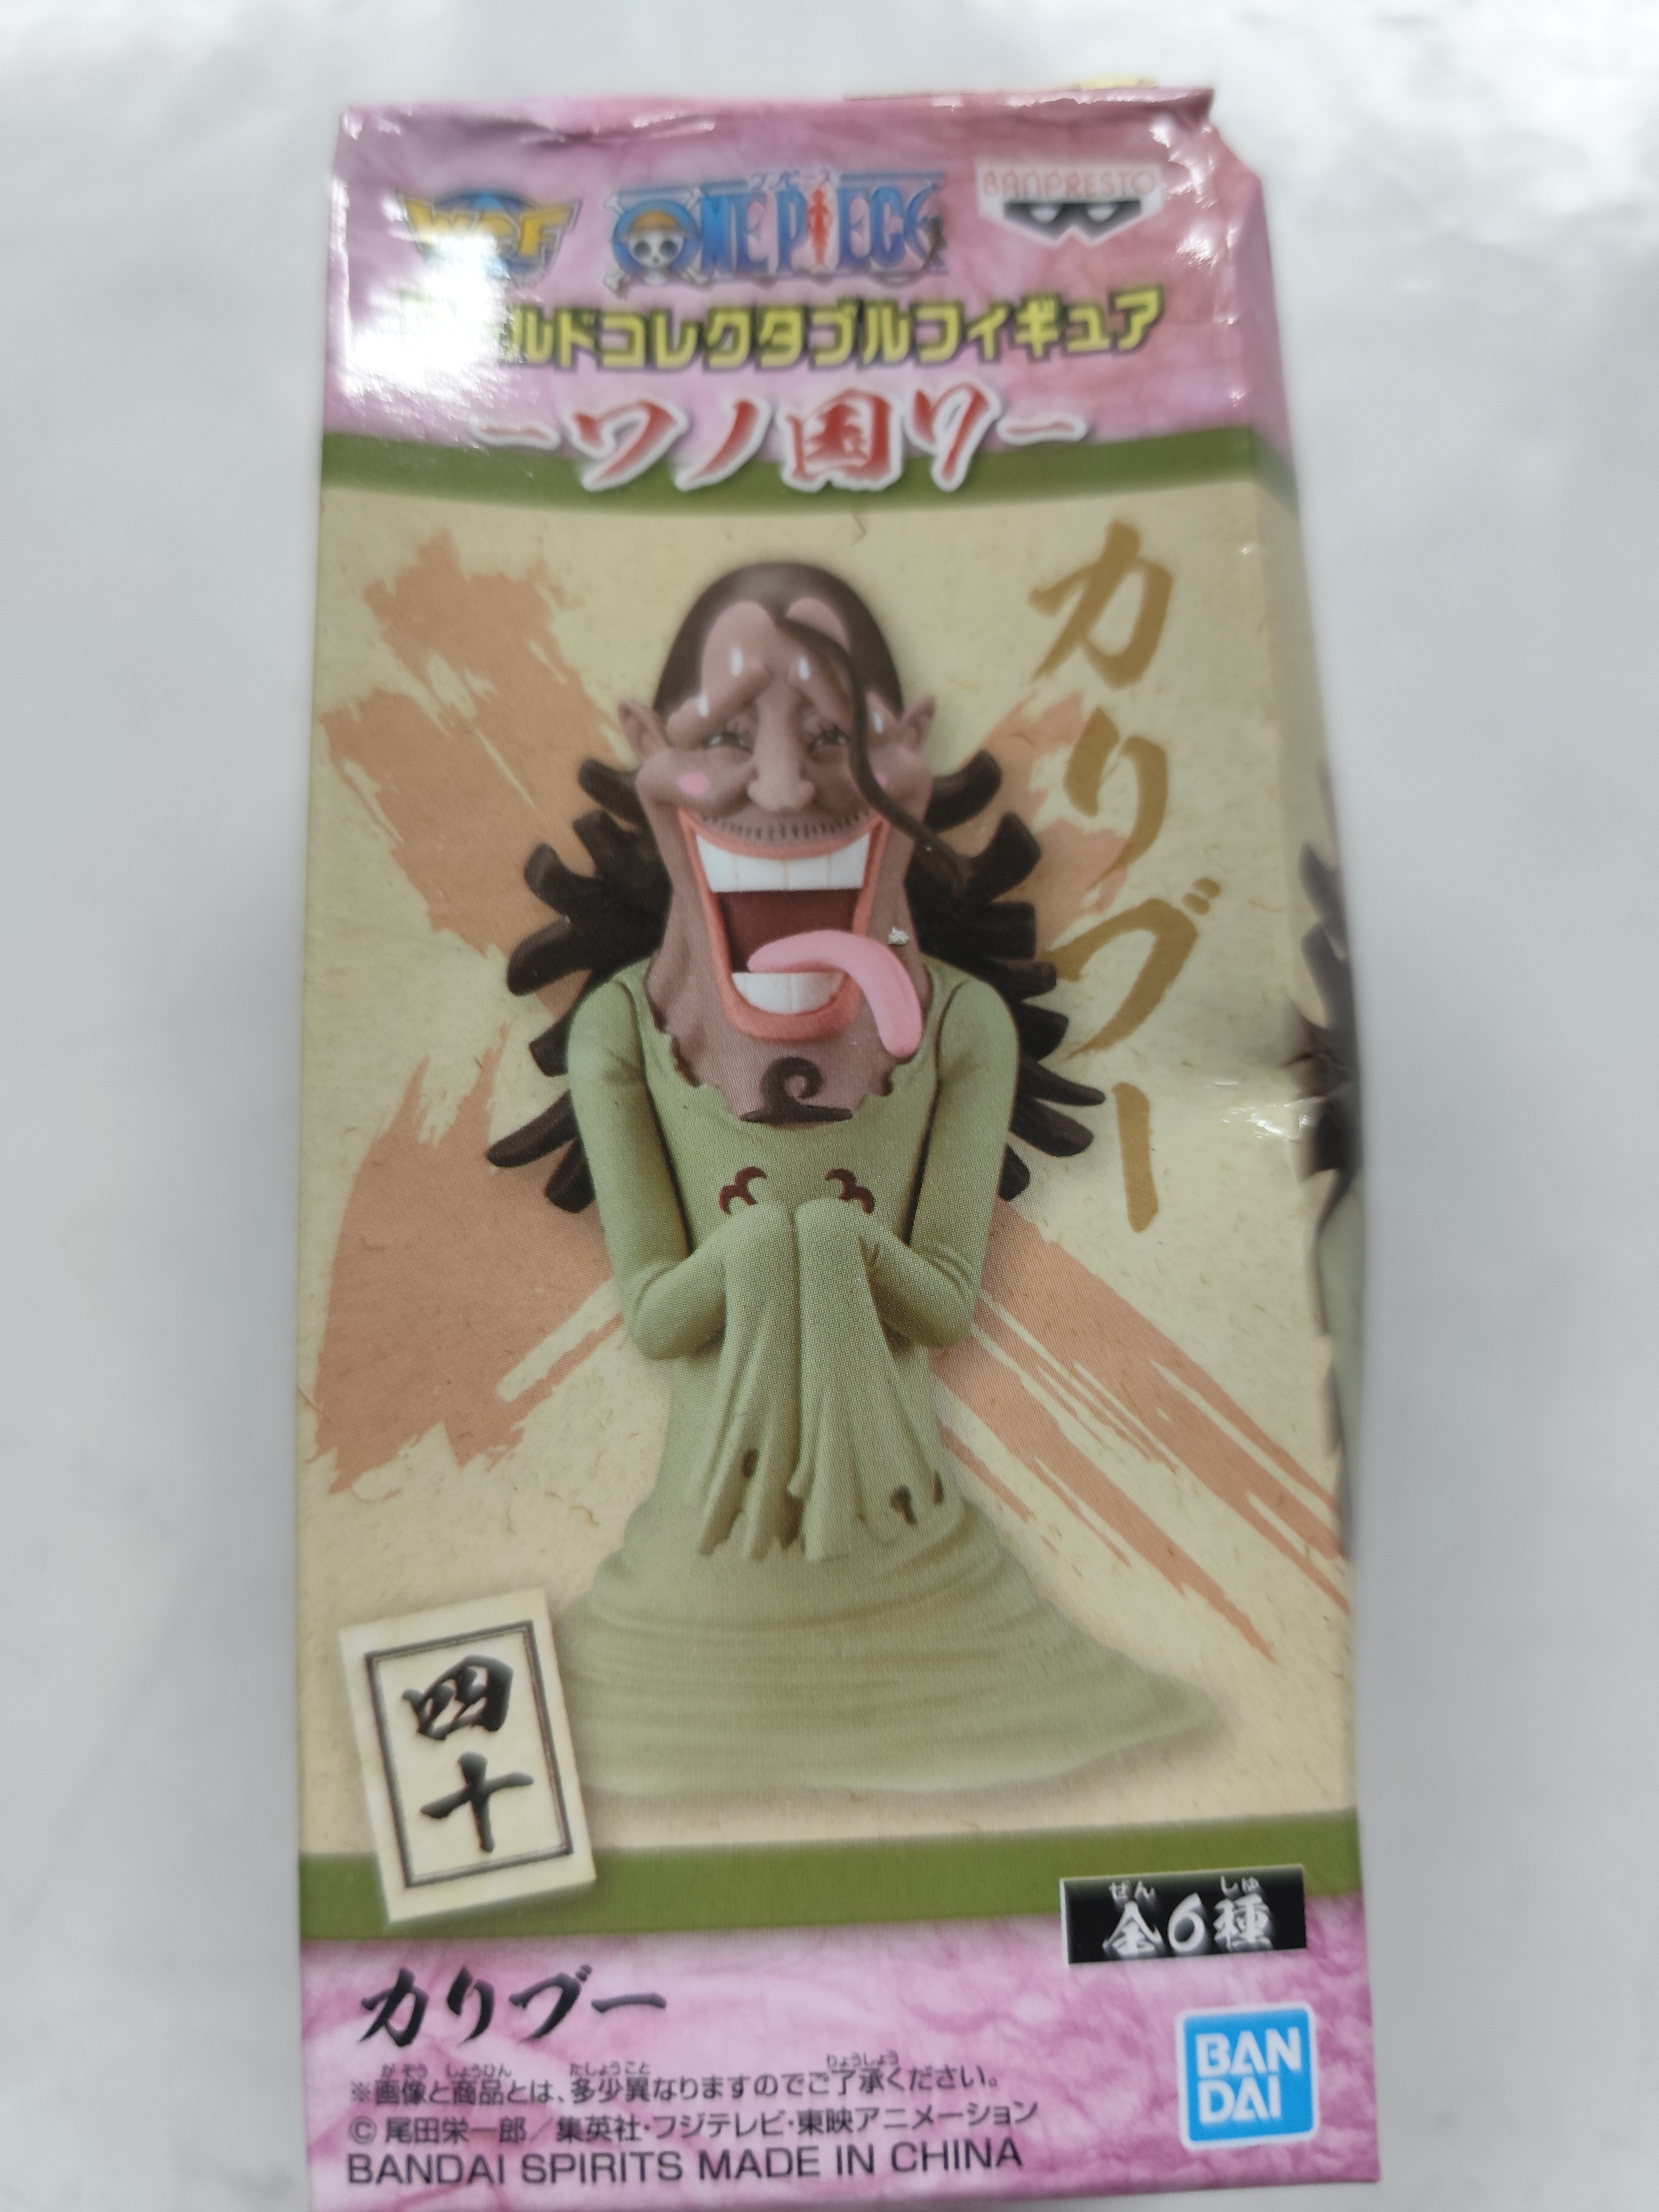 WCF
ワンピース
ONE PIECE
BANPRESTO
ルドコレクタブルフィギュア
-ワノ国り-
カリブー
四十
ぜん しゅ
全6種
カリブー
がぞう しょうひん たしょうこと りょうしょう
※画像と商品とは、多少異なりますのでご了承ください。
© 尾田栄一郎／集英社・フジテレビ・東映アニメーション
BANDAI SPIRITS MADE IN CHINA
BAN
DAI